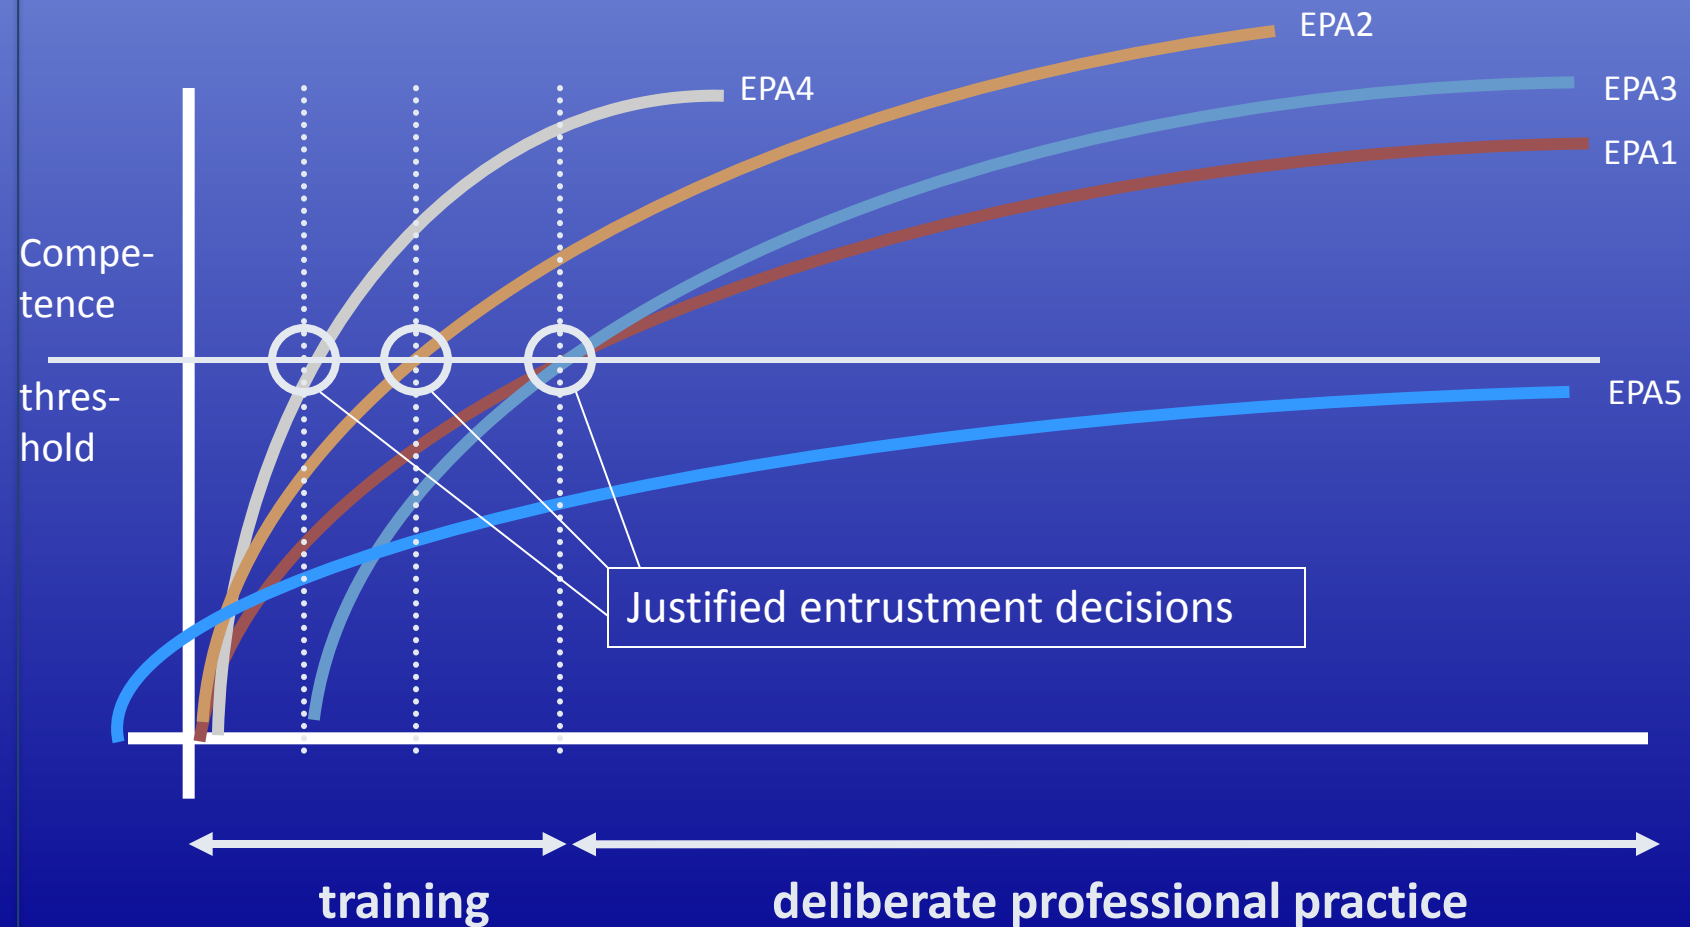 EPA2
EPA4
EPA3
EPA1
Compe-
tence
thres-
hold
EPA5
Justified entrustment decisions
training
deliberate professional practice